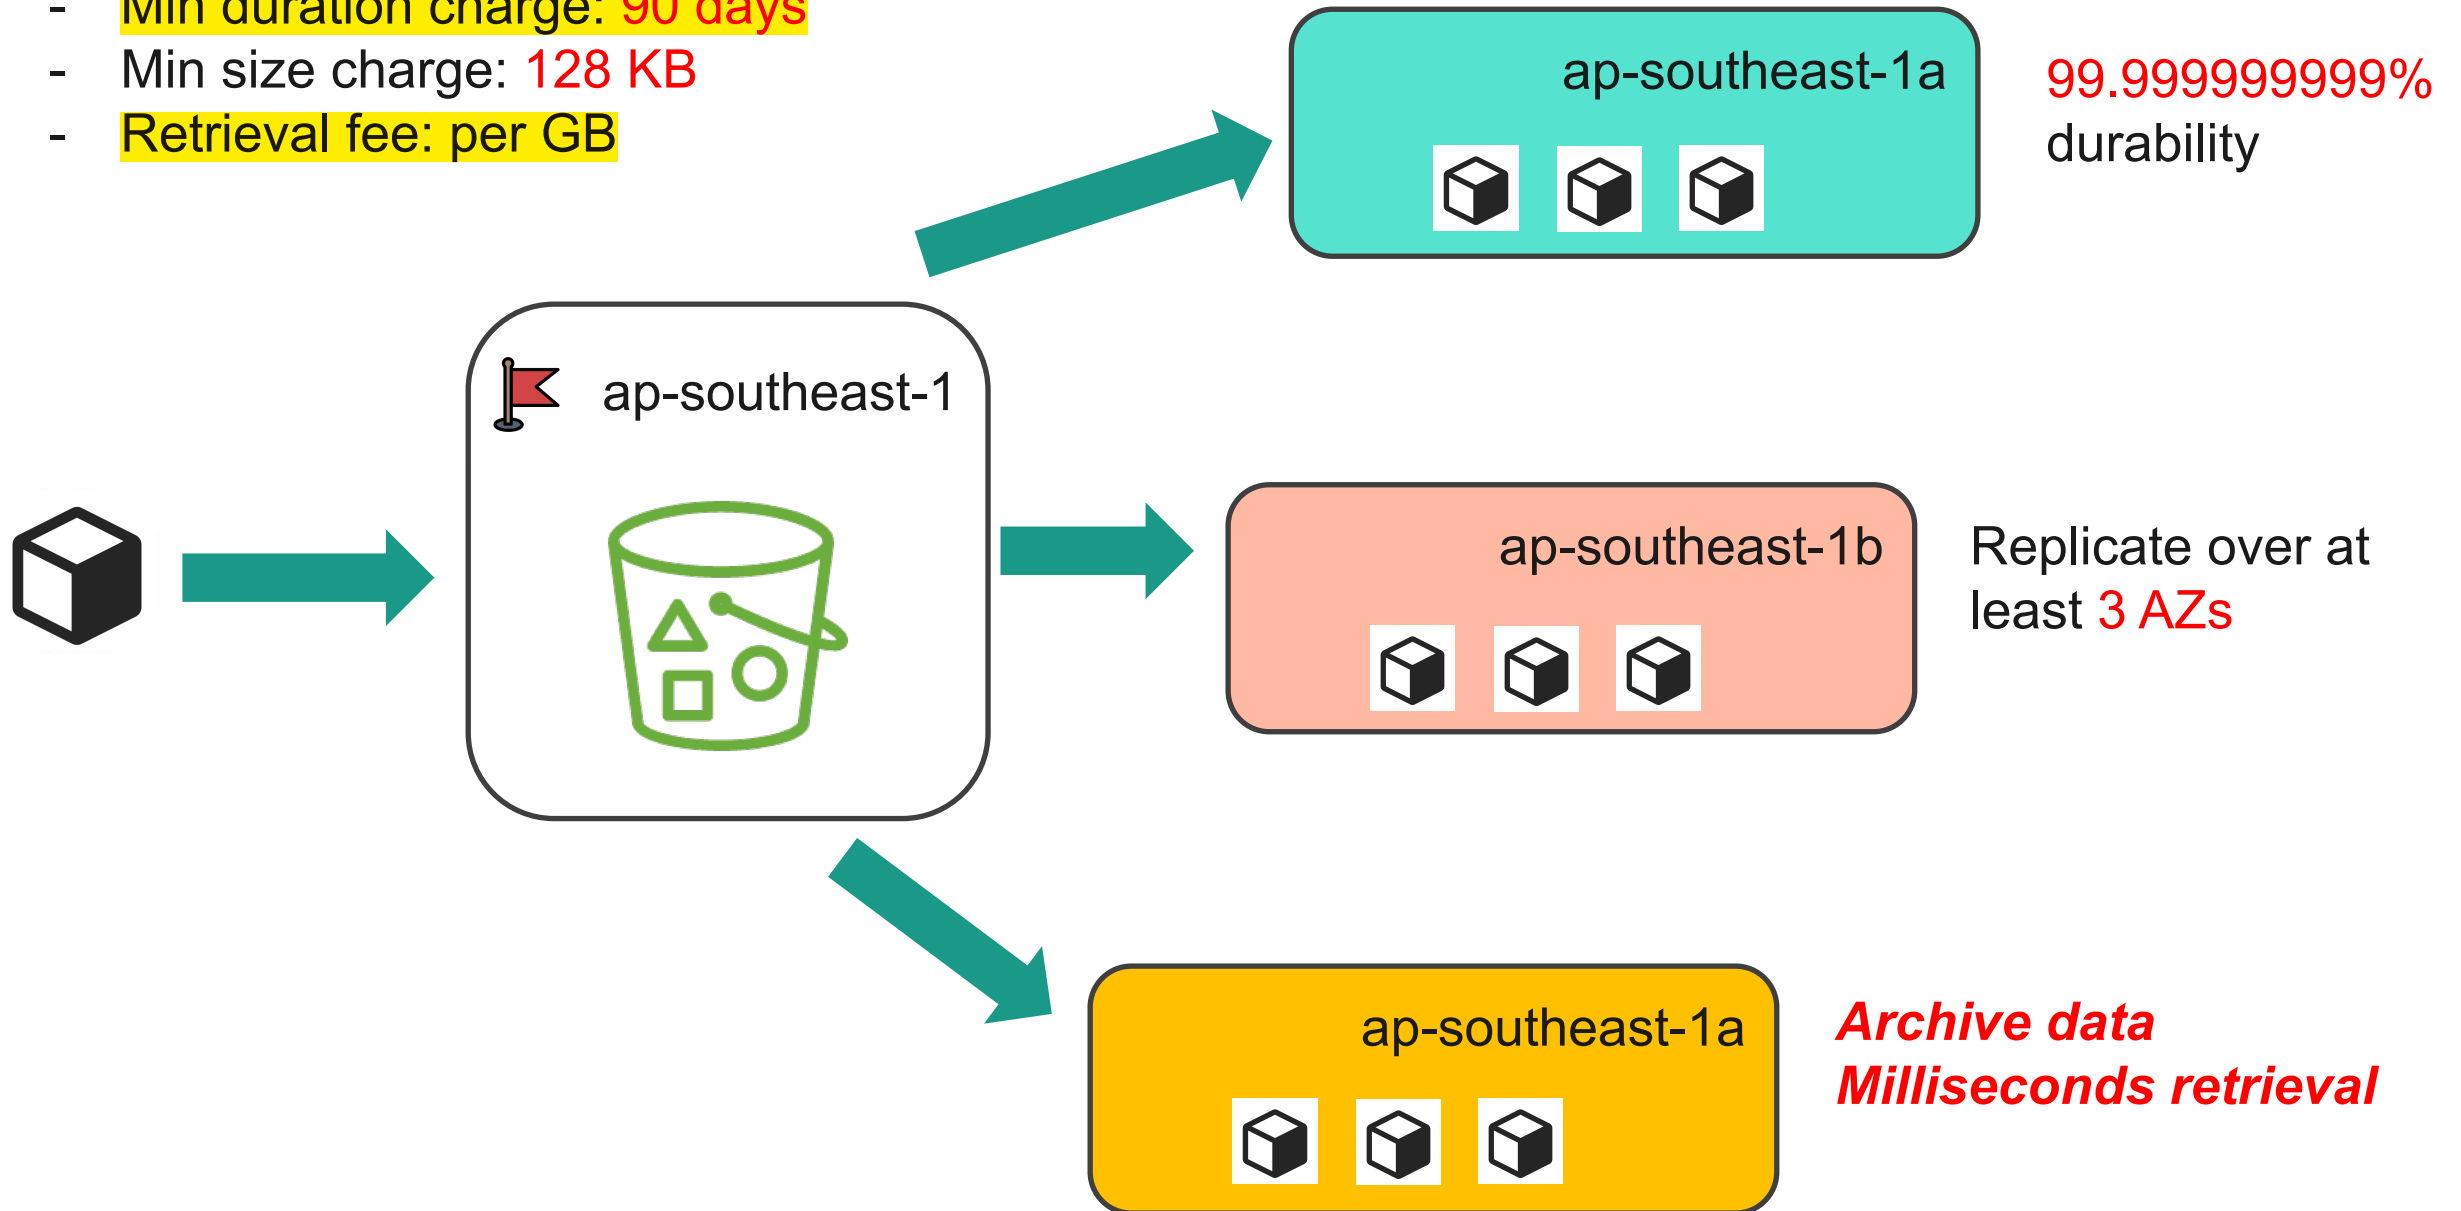 - Min duration charge: 90 days
- Min size charge: 128 KB
- Retrieval fee: per GB
ap-southeast-1a
99.999999999%
durability
ap-southeast-1
ap-southeast-1b
Replicate over at
least 3 AZs
ap-southeast-1a
Archive data
Milliseconds retrieval